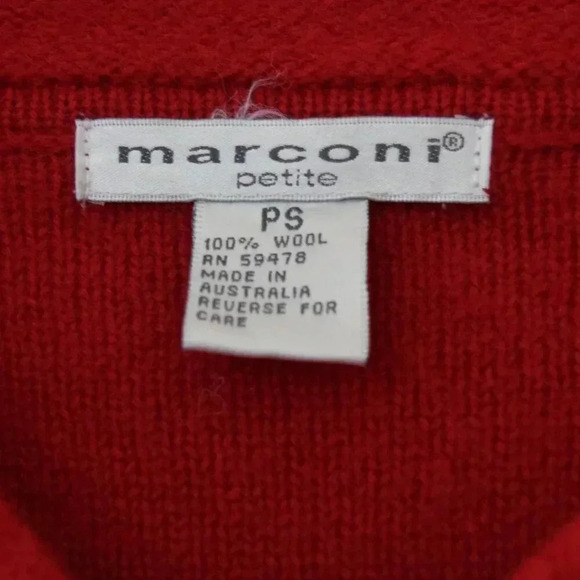 marconi®
petite
PS
100% WOOL
RN 59478
MADE IN
AUSTRALIA
REVERSE FOR
CARE